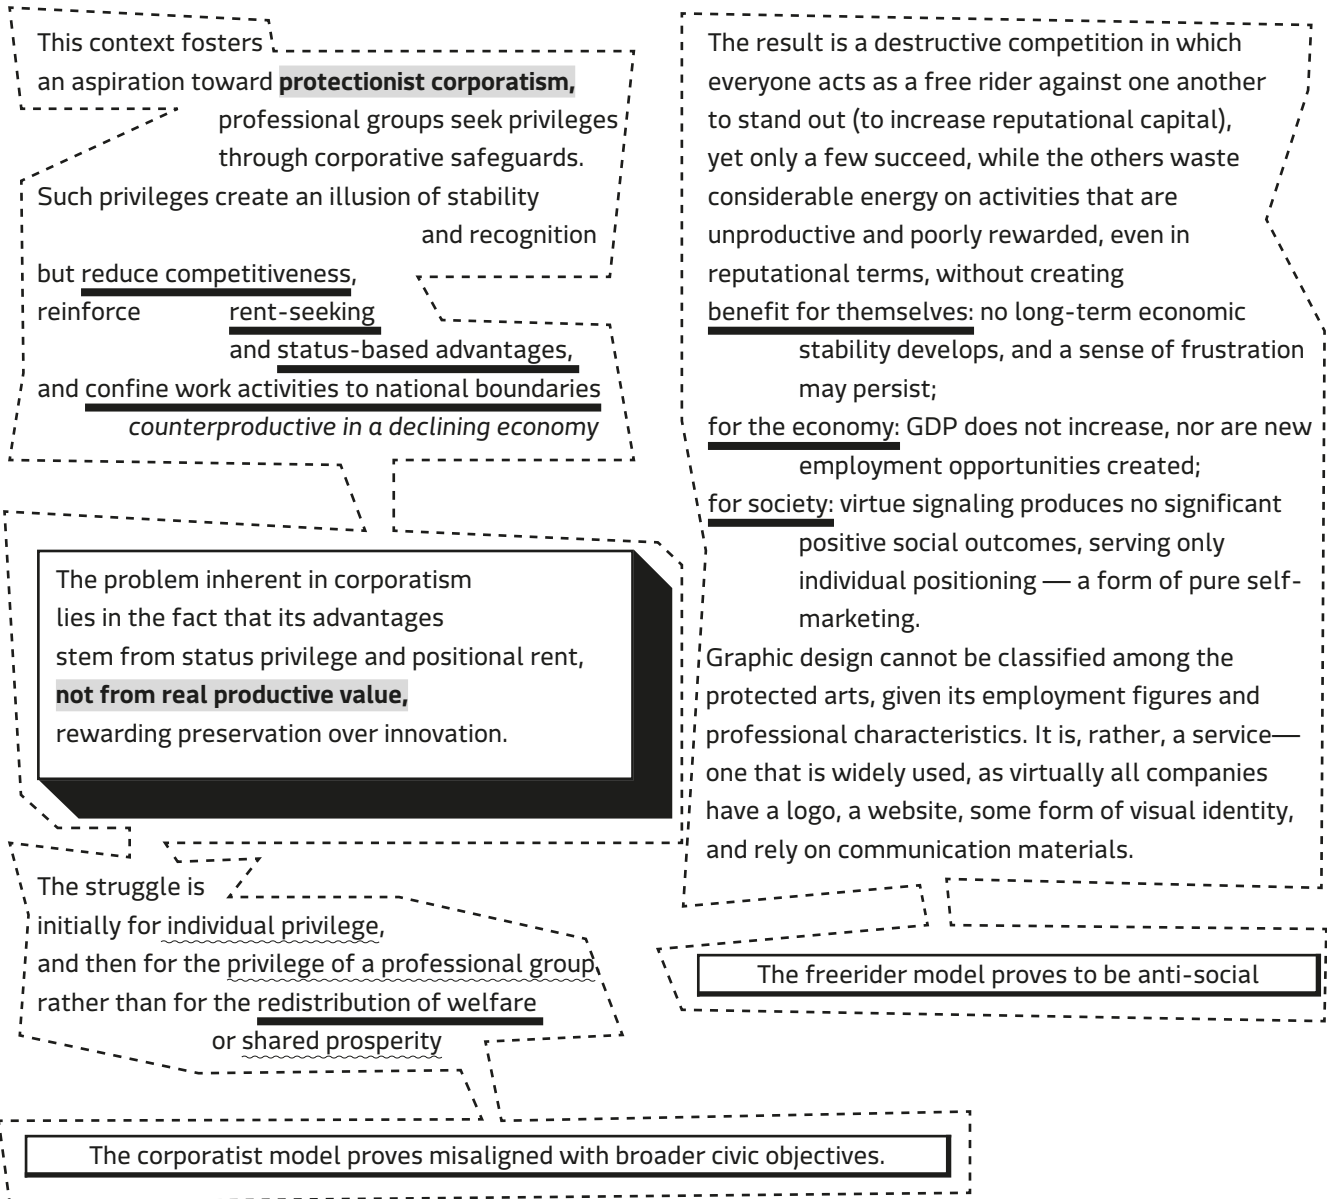 This context fosters
an aspiration toward protectionist corporatism,
professional groups seek privileges
through corporative safeguards.
Such privileges create an illusion of stability
and recognition
but reduce competitiveness,
reinforce rent-seeking
and status-based advantages,
and confine work activities to national boundaries
counterproductive in a declining economy
The problem inherent in corporatism
lies in the fact that its advantages
stem from status privilege and positional rent,
not from real productive value,
rewarding preservation over innovation.
The struggle is
initially for individual privilege,
and then for the privilege of a professional group
rather than for the redistribution of welfare
or shared prosperity
The corporatist model proves misaligned with broader civic objectives.
The result is a destructive competition in which
everyone acts as a free rider against one another
to stand out (to increase reputational capital),
yet only a few succeed, while the others waste
considerable energy on activities that are
unproductive and poorly rewarded, even in
reputational terms, without creating
benefit for themselves: no long-term economic
stability develops, and a sense of frustration
may persist;
for the economy: GDP does not increase, nor are new
employment opportunities created;
for society: virtue signaling produces no significant
positive social outcomes, serving only
individual positioning — a form of pure self-
marketing.
Graphic design cannot be classified among the
protected arts, given its employment figures and
professional characteristics. It is, rather, a service—
one that is widely used, as virtually all companies
have a logo, a website, some form of visual identity,
and rely on communication materials.
The freerider model proves to be anti-social